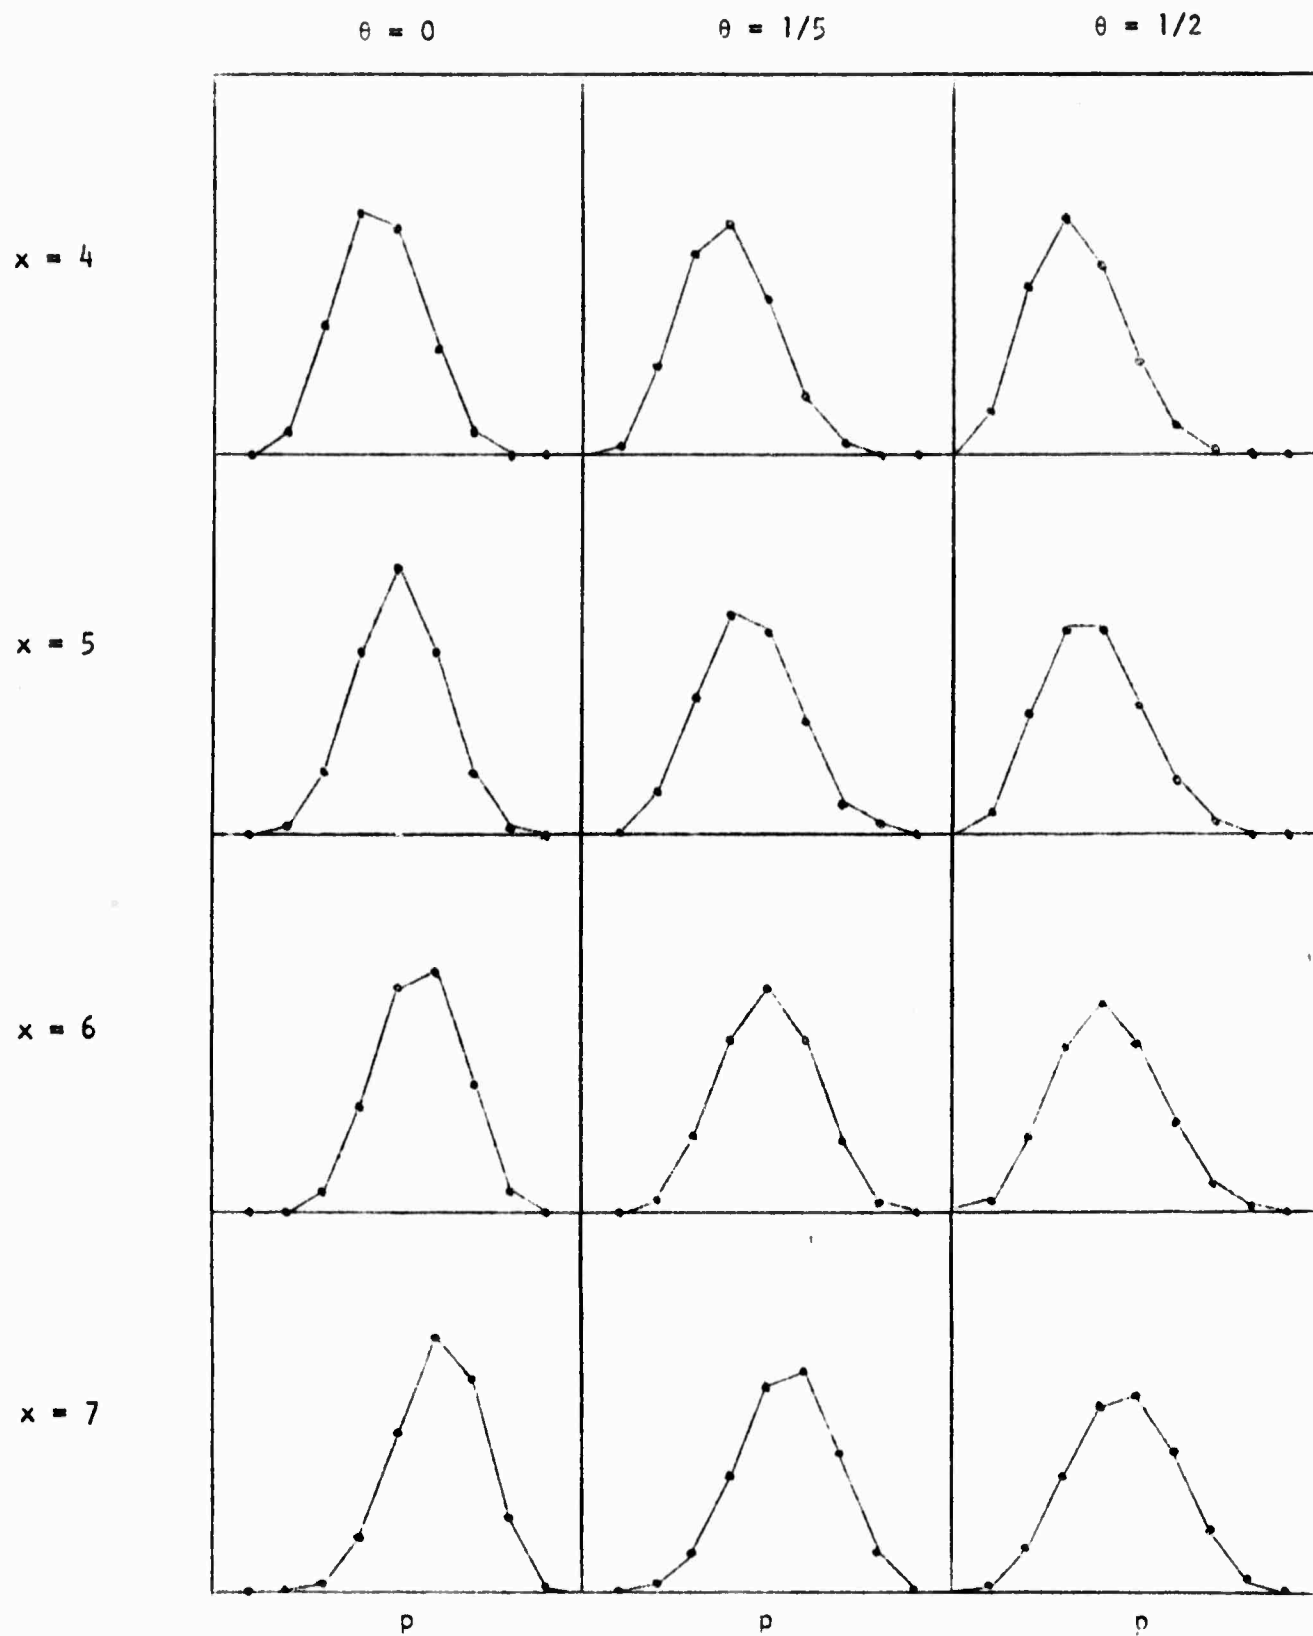 θ = 0 θ = 1/5 θ = 1/2
x = 4
x = 5
x = 6
x = 7
p p p